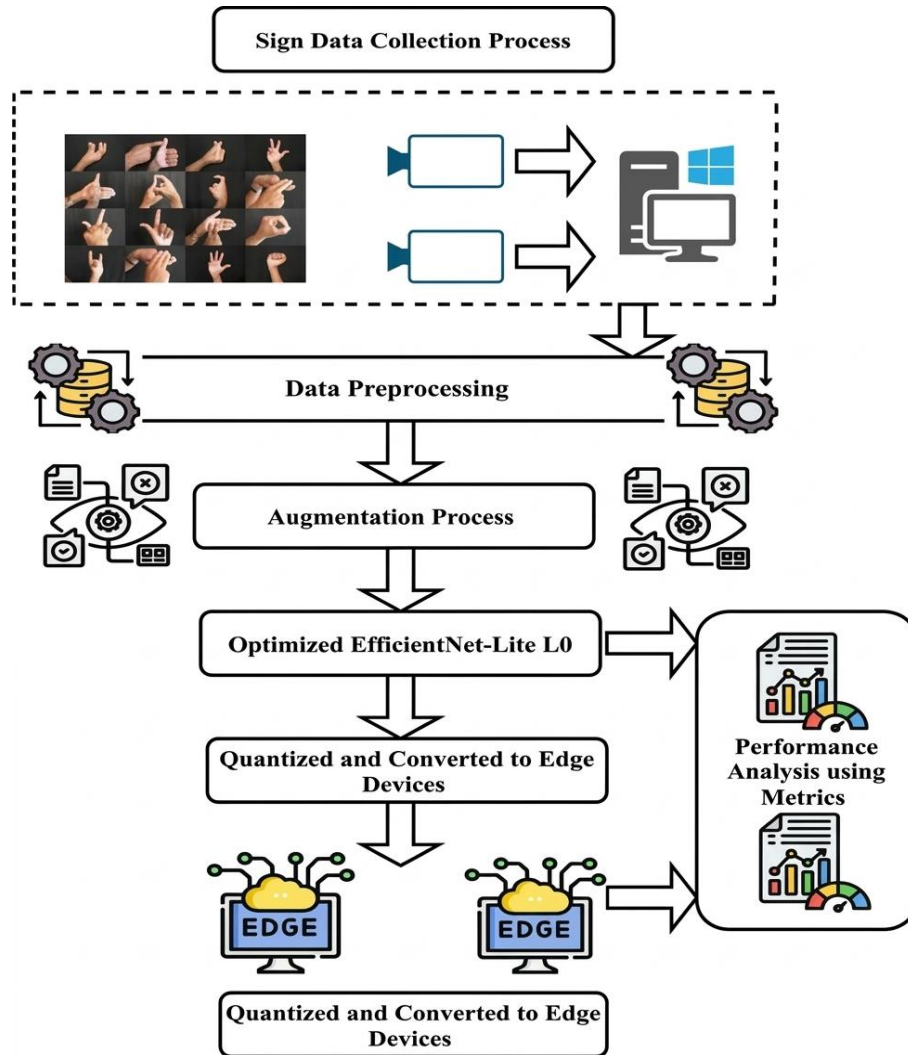 Sign Data Collection Process
Data Preprocessing
Augmentation Process
Optimized EfficientNet-Lite L0
Quantized and Converted to Edge
Devices
Performance
Analysis using
Metrics
EDGE
EDGE
Quantized and Converted to Edge
Devices